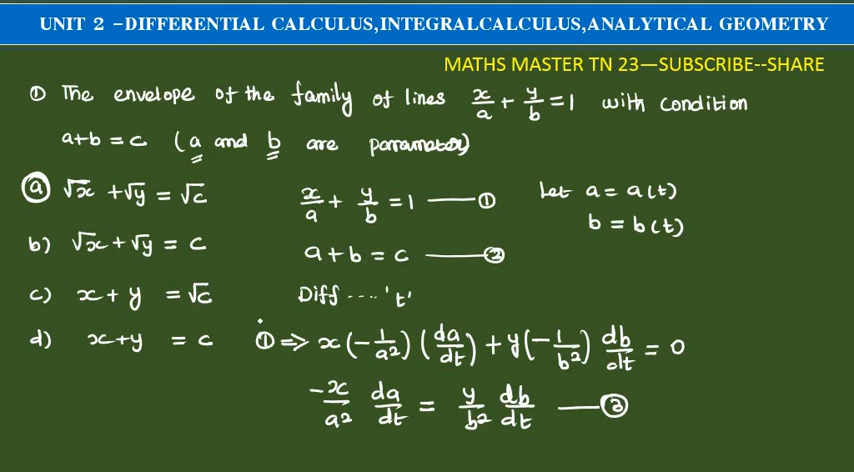 UNIT 2 –DIFFERENTIAL CALCULUS,INTEGRALCALCULUS,ANALYTICAL GEOMETRY
MATHS MASTER TN 23—SUBSCRIBE--SHARE
① The envelope of the family of lines x/a + y/b = 1 with condition
a+b = c (a and b are parameter)
ⓐ √x + √y = √c
b) √x + √y = c
c) x + y = √c
d) x+y = c
x/a + y/b = 1 —— ①
a + b = c —— ②
Diff .... 't'
Let a = a(t)
b = b(t)
① => x(-1/a²)(da/dt) + y(-1/b²) db/dt = 0
-x/a² da/dt = y/b² db/dt —— ③